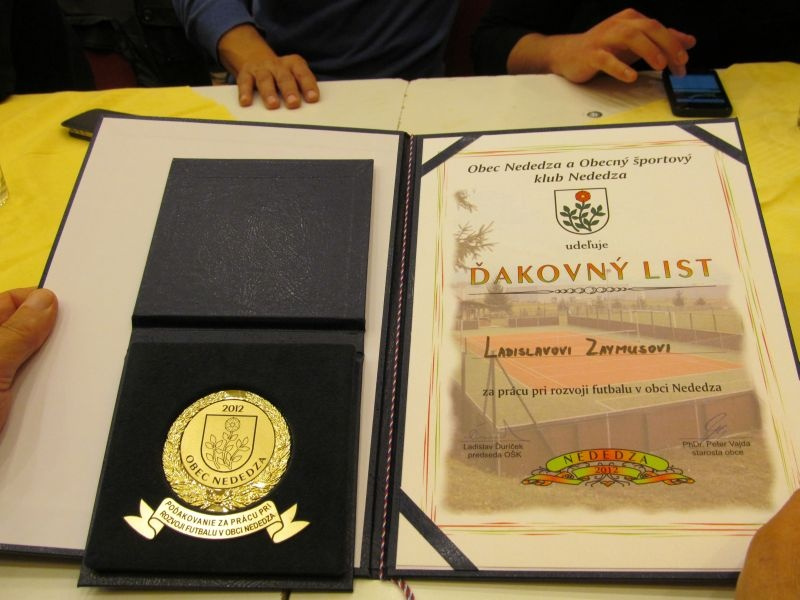 2012
OBEC NEDEDZA
POĎAKOVANIE ZA PRÁCU PRI
ROZVOJI FUTBALU V OBCI NEDEDZA
Obec Nededza a Obecný športový
klub Nededza
udeľuje
ĎAKOVNÝ LIST
LADISLAVOVI ZAYMUSOVI
za prácu pri rozvoji futbalu v obci Nededza
Ladislav Ďuríček
predseda OŠK
PhDr. Peter Vajda
starosta obce
NEDEDZA
2012